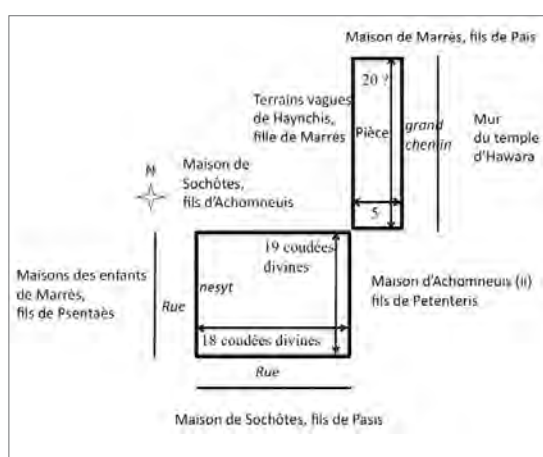 Maison de Marrès, fils de Pais
20 ?
Terrains vagues
de Haynchis,
fille de Marrès
Pièce
grand
chemin
Mur
du temple
d'Hawara
N
Maison de
Sochôtes,
fils d'Achomneuis
5
19 coudées
divines
Maisons des enfants
de Marrès,
fils de Psentaès
Rue
nesyt
Maison d'Achomneuis (ii)
fils de Petenteris
18 coudées divines
Rue
Maison de Sochôtes, fils de Pasis